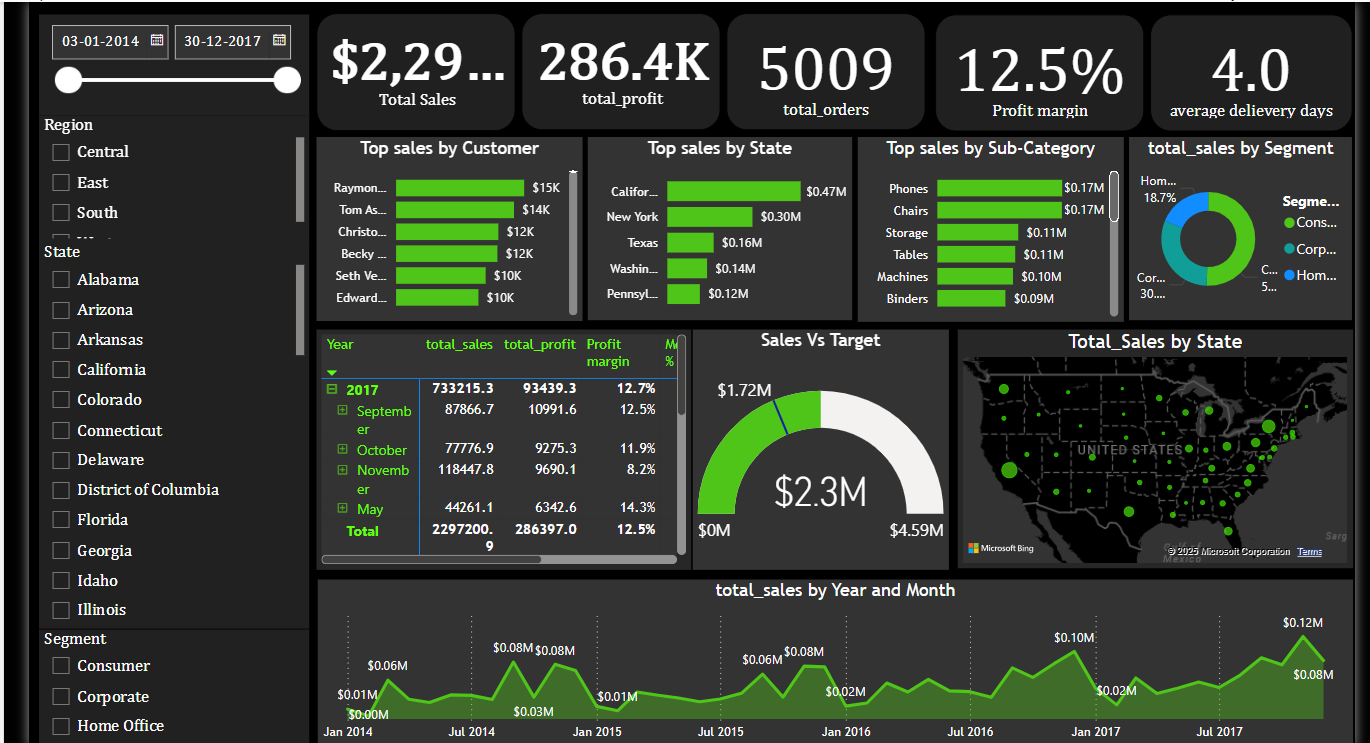 03-01-2014
30-12-2017
Region
Central
East
South
State
Alabama
Arizona
Arkansas
California
Colorado
Connecticut
Delaware
District of Columbia
Florida
Georgia
Idaho
Illinois
Segment
Consumer
Corporate
Home Office
$2,29...
Total Sales
286.4K
total_profit
5009
total_orders
12.5%
Profit margin
4.0
average delievery days
Top sales by Customer
Raymon... $15K
Tom As... $14K
Christo... $12K
Becky ... $12K
Seth Ve... $10K
Edward... $10K
Top sales by State
Califor... $0.47M
New York $0.30M
Texas $0.16M
Washin... $0.14M
Pennsyl... $0.12M
Top sales by Sub-Category
Phones $0.17M
Chairs $0.17M
Storage $0.11M
Tables $0.11M
Machines $0.10M
Binders $0.09M
total_sales by Segment
Hom...
18.7%
Cor...
30....
C...
5...
Segme...
Cons...
Corp...
Hom...
Year total_sales total_profit Profit
margin
%
2017 733215.3 93439.3 12.7%
Septemb 87866.7 10991.6 12.5%
er
October 77776.9 9275.3 11.9%
Novemb 118447.8 9690.1 8.2%
er
May 44261.1 6342.6 14.3%
Total 2297200. 286397.0 12.5%
9
Sales Vs Target
$1.72M
$2.3M
$0M
$4.59M
Total_Sales by State
UNITED STATES
Gulf of
Mexico
Sarg
Microsoft Bing
© 2025 Microsoft Corporation Terms
total_sales by Year and Month
$0.01M
$0.00M
$0.06M
$0.08M
$0.03M
$0.08M
$0.01M
$0.06M
$0.08M
$0.02M
$0.10M
$0.02M
$0.12M
$0.08M
Jan 2014
Jul 2014
Jan 2015
Jul 2015
Jan 2016
Jul 2016
Jan 2017
Jul 2017